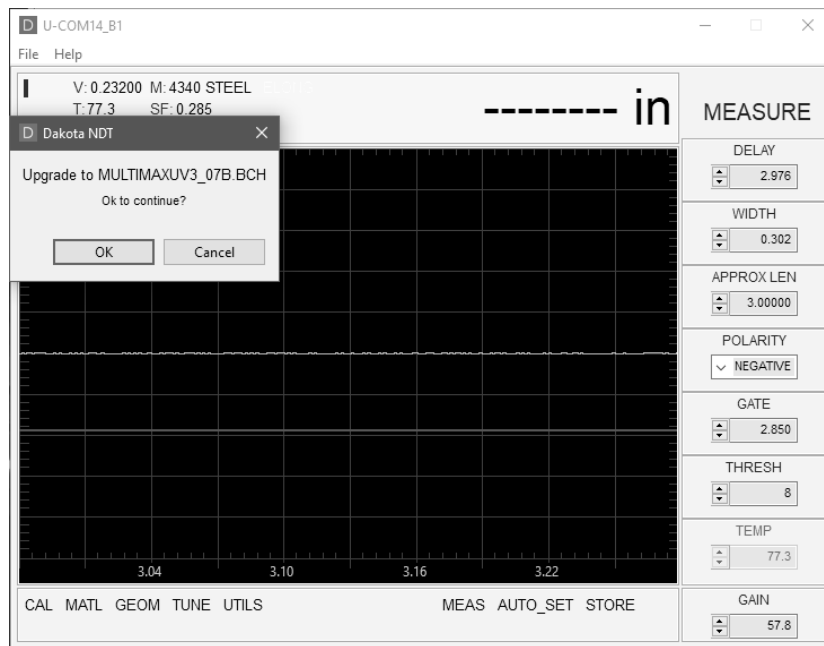 D U-COM14_B1
File Help
V: 0.23200 M: 4340 STEEL
T: 77.3 SF: 0.285
-------- in
D Dakota NDT
Upgrade to MULTIMAXUV3_07B.BCH
Ok to continue?
OK Cancel
3.04 3.10 3.16 3.22
CAL MATL GEOM TUNE UTILS MEAS AUTO_SET STORE
MEASURE
DELAY
2.976
WIDTH
0.302
APPROX LEN
3.00000
POLARITY
NEGATIVE
GATE
2.850
THRESH
8
TEMP
77.3
GAIN
57.8